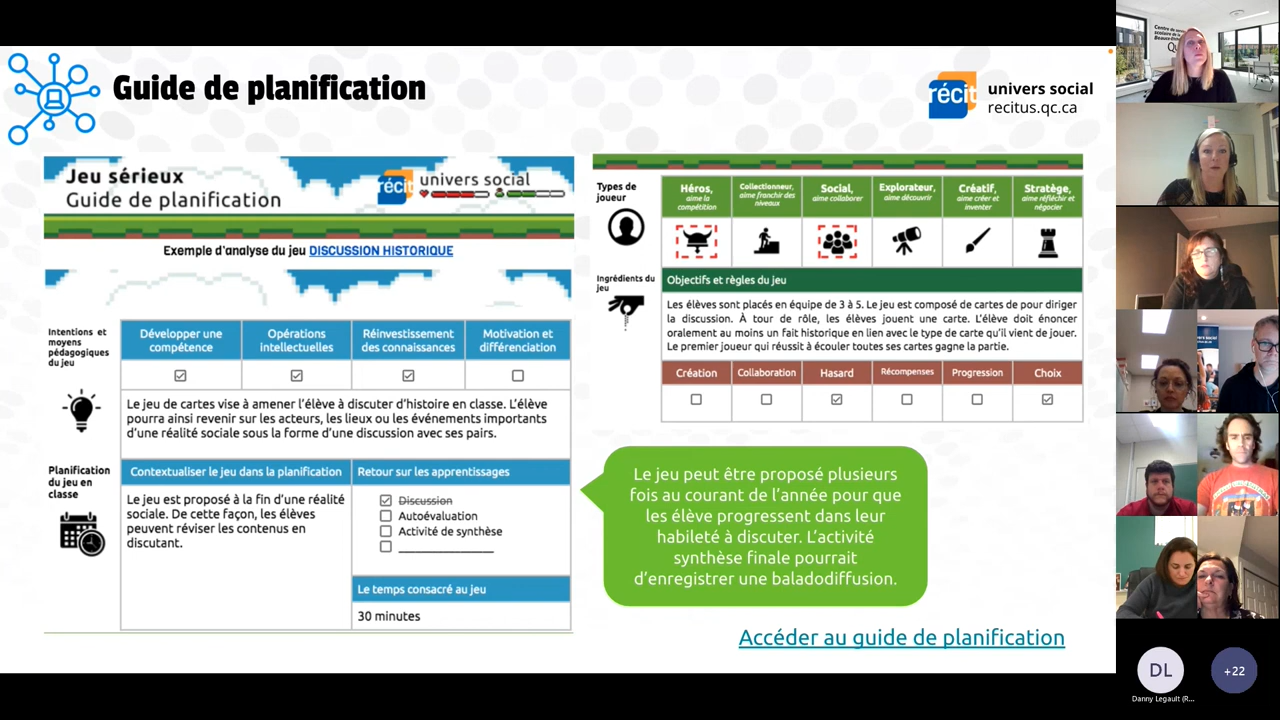 Guide de planification
récit
univers social
recitus.qc.ca
Jeu sérieux
Guide de planification
récit
univers social
Exemple d'analyse du jeu DISCUSSION HISTORIQUE
Intentions et
moyens
pédagogiques
du jeu
Développer une
compétence
Opérations
intellectuelles
Réinvestissement
des connaissances
Motivation et
différenciation
Le jeu de cartes vise à amener l'élève à discuter d'histoire en classe. L'élève
pourra ainsi revenir sur les acteurs, les lieux ou les événements importants
d'une réalité sociale sous la forme d'une discussion avec ses pairs.
Planification
du jeu en
classe
Contextualiser le jeu dans la planification
Le jeu est proposé à la fin d'une réalité
sociale. De cette façon, les élèves
peuvent réviser les contenus en
discutant.
Retour sur les apprentissages
Discussion
Autoévaluation
Activité de synthèse
Le temps consacré au jeu
30 minutes
Types de
joueur
Héros,
aime la
compétition
Collectionneur,
aime franchir des
niveaux
Social,
aime collaborer
Explorateur,
aime découvrir
Créatif,
aime créer et
inventer
Stratège,
aime réfléchir et
négocier
Ingrédients du
jeu
Objectifs et règles du jeu
Les élèves sont placés en équipe de 3 à 5. Le jeu est composé de cartes de pour diriger
la discussion. À tour de rôle, les élèves jouent une carte. L'élève doit énoncer
oralement au moins un fait historique en lien avec le type de carte qu'il vient de jouer.
Le premier joueur qui réussit à écouler toutes ses cartes gagne la partie.
Création
Collaboration
Hasard
Récompenses
Progression
Choix
Le jeu peut être proposé plusieurs
fois au courant de l'année pour que
les élève progressent dans leur
habileté à discuter. L'activité
synthèse finale pourrait
d'enregistrer une baladodiffusion.
Accéder au guide de planification
DL
+22
Danny Legault (R...